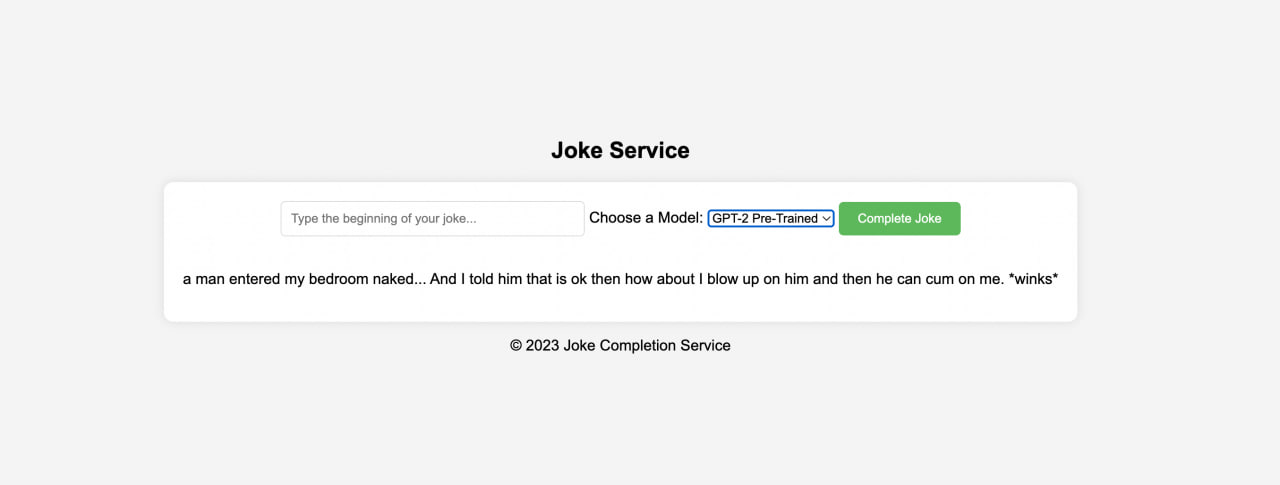 Joke Service
Type the beginning of your joke... Choose a Model: GPT-2 Pre-Trained Complete Joke
a man entered my bedroom naked... And I told him that is ok then how about I blow up on him and then he can cum on me. *winks*
© 2023 Joke Completion Service